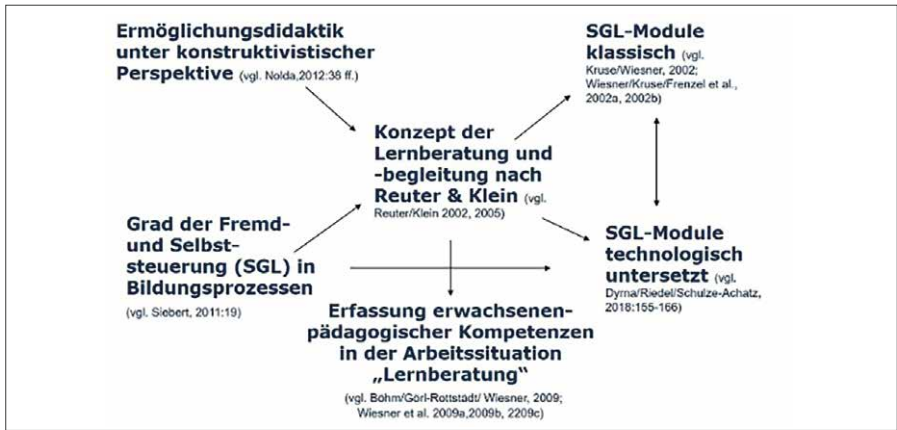 Ermöglichungsdidaktik
unter konstruktivistischer
Perspektive (vgl. Nolda,2012:38 ff.)
SGL-Module
klassisch (vgl.
Kruse/Wiesner, 2002;
Wiesner/Kruse/Frenzel et al.,
2002a, 2002b)
Konzept der
Lernberatung und
-begleitung nach
Reuter & Klein (vgl.
Reuter/Klein 2002, 2005)
Grad der Fremd-
und Selbst-
steuerung (SGL) in
Bildungsprozessen
(vgl. Siebert, 2011:19)
SGL-Module
technologisch
untersetzt (vgl.
Dyrna/Riedel/Schulze-Achatz,
2018:155-166)
Erfassung erwachsenen-
pädagogischer Kompetenzen
in der Arbeitssituation
„Lernberatung“
(vgl. Böhm/Görl-Rottstädt/ Wiesner, 2009;
Wiesner et al. 2009a,2009b, 2209c)